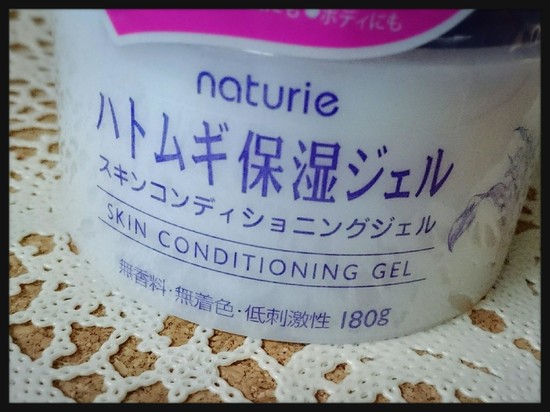 も●ボディにも
naturie
ハトムギ保湿ジェル
スキンコンディショニングジェル
SKIN CONDITIONING GEL
無香料・無着色・低刺激性 180g